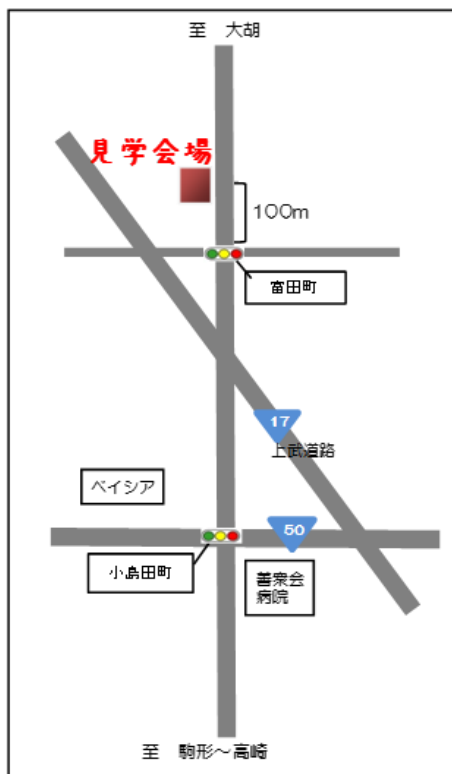 至 大胡
見学会場
100m
富田町
17
上武道路
ベイシア
50
小島田町
善衆会
病院
至 駒形～高崎